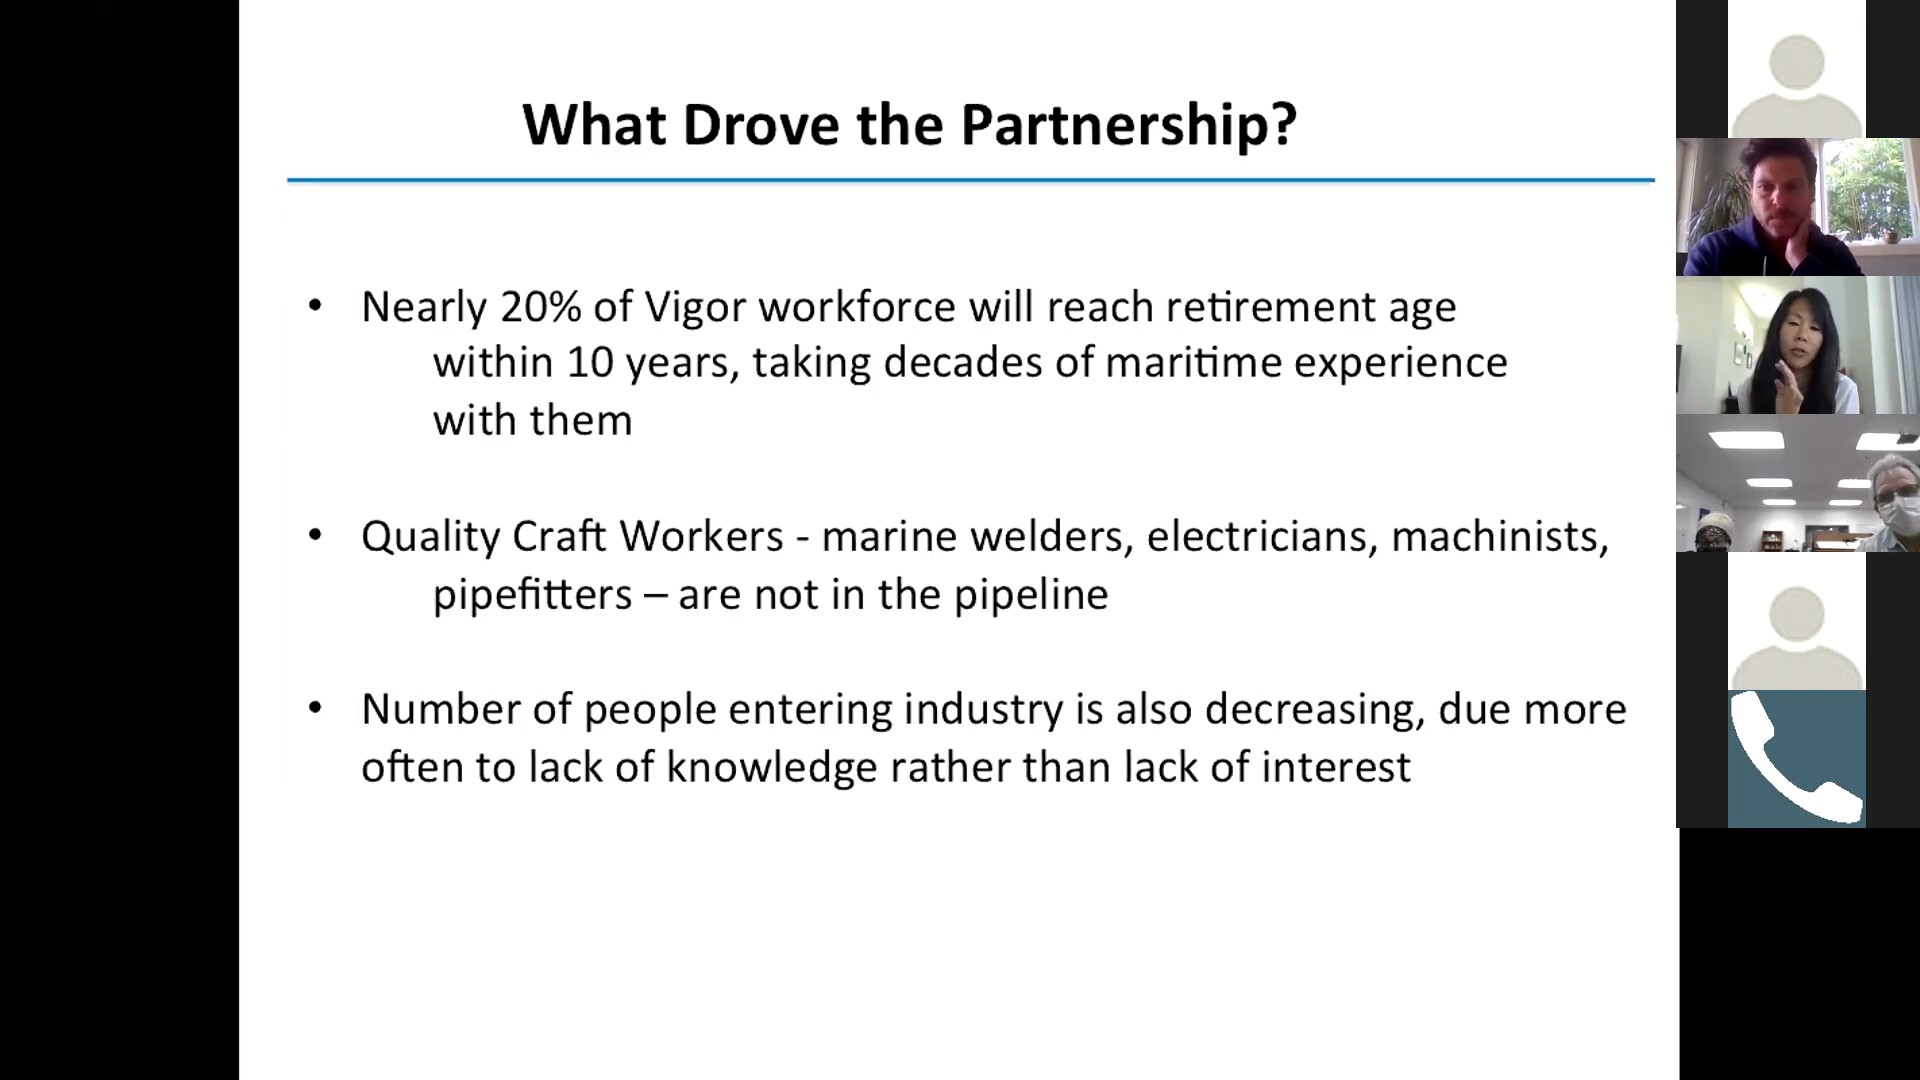 What Drove the Partnership?
• Nearly 20% of Vigor workforce will reach retirement age
within 10 years, taking decades of maritime experience
with them
• Quality Craft Workers - marine welders, electricians, machinists,
pipefitters – are not in the pipeline
• Number of people entering industry is also decreasing, due more
often to lack of knowledge rather than lack of interest